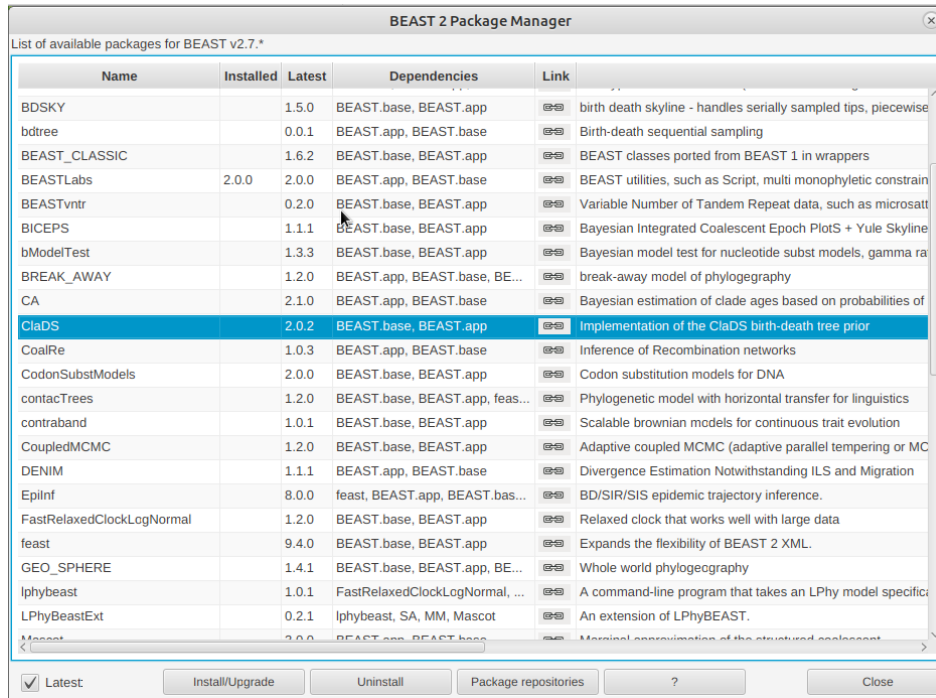 BEAST 2 Package Manager
List of available packages for BEAST v2.7.*
Name Installed Latest Dependencies Link
BDSKY 1.5.0 BEAST.base, BEAST.app birth death skyline - handles serially sampled tips, piecewise
bdtree 0.0.1 BEAST.app, BEAST.base Birth-death sequential sampling
BEAST_CLASSIC 1.6.2 BEAST.app, BEAST.base BEAST classes ported from BEAST 1 in wrappers
BEASTLabs 2.0.0 2.0.0 BEAST.app, BEAST.base BEAST utilities, such as Script, multi monophyletic constrain
BEASTvntr 0.2.0 BEAST.base, BEAST.app Variable Number of Tandem Repeat data, such as microsatt
BICEPS 1.1.1 BEAST.base, BEAST.app Bayesian Integrated Coalescent Epoch PlotS + Yule Skyline
bModelTest 1.3.3 BEAST.base, BEAST.app Bayesian model test for nucleotide subst models, gamma ra
BREAK_AWAY 1.2.0 BEAST.app, BEAST.base, BE... break-away model of phylogeography
CA 2.1.0 BEAST.app, BEAST.base Bayesian estimation of clade ages based on probabilities of
ClaDS 2.0.2 BEAST.base, BEAST.app Implementation of the ClaDS birth-death tree prior
CoalRe 1.0.3 BEAST.app, BEAST.base Inference of Recombination networks
CodonSubstModels 2.0.0 BEAST.base, BEAST.app Codon substitution models for DNA
contacTrees 1.2.0 BEAST.base, BEAST.app, feas... Phylogenetic model with horizontal transfer for linguistics
contraband 1.0.1 BEAST.base, BEAST.app Scalable brownian models for continuous trait evolution
CoupledMCMC 1.2.0 BEAST.base, BEAST.app Adaptive coupled MCMC (adaptive parallel tempering or MC
DENIM 1.1.1 BEAST.app, BEAST.base Divergence Estimation Notwithstanding ILS and Migration
EpiInf 8.0.0 feast, BEAST.app, BEAST.bas... BD/SIR/SIS epidemic trajectory inference.
FastRelaxedClockLogNormal 1.2.0 BEAST.base, BEAST.app Relaxed clock that works well with large data
feast 9.4.0 BEAST.base, BEAST.app Expands the flexibility of BEAST 2 XML.
GEO_SPHERE 1.4.1 BEAST.base, BEAST.app, BE... Whole world phylogeography
lphybeast 1.0.1 FastRelaxedClockLogNormal, ... A command-line program that takes an LPhy model specifica
LPhyBeastExt 0.2.1 lphybeast, SA, MM, Mascot An extension of LPhyBEAST.
Mascot 3.0.0 BEAST.app, BEAST.base Marginal approximation of the structured coalescent
Latest Install/Upgrade Uninstall Package repositories ? Close